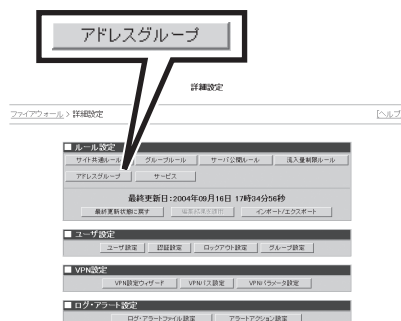 アドレスグループ
詳細設定
ファイアウォール > 詳細設定 [ヘルプ
■ ルール設定
サイト共通ルール グループルール サーバ公開ルール 流入量制限ルール
アドレスグループ サービス
最終更新日:2004年09月16日 17時34分56秒
最終更新状態に戻す 編集結果を適用 インポート/エクスポート
■ ユーザ設定
ユーザ設定 認証設定 ロックアウト設定 グループ設定
■ VPN設定
VPN設定ウィザード VPNパス設定 VPNパラメータ設定
■ ログ・アラート設定
ログ・アラートファイル設定 アラートアクション設定